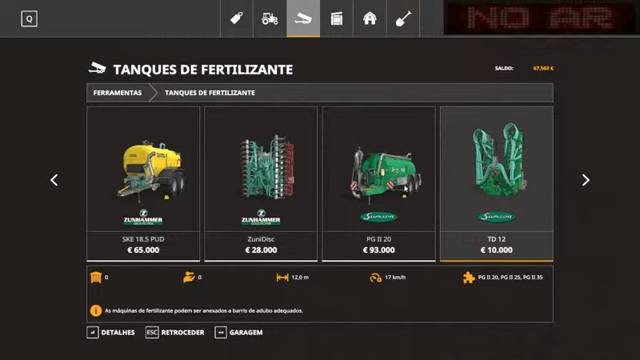 Q
NO AR
TANQUES DE FERTILIZANTE
SALDO:
FERRAMENTAS
TANQUES DE FERTILIZANTE
ZUNHAMMER
SKE 18.5 PUD
€ 65.000
ZUNHAMMER
ZuniDisc
€ 28.000
Samson
PG II 20
€ 93.000
Samson
TD 12
€ 10.000
0
0
12,0 m
17 km/h
PG II 20, PG II 25, PG II 35
As máquinas de fertilizante podem ser anexados a barris de adubo adequados.
DETALHES
ESC RETROCEDER
GARAGEM